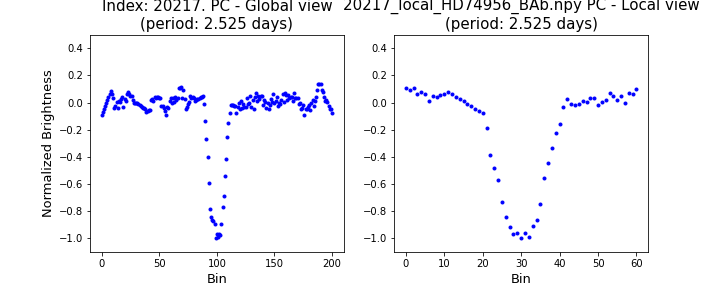 Index: 20217. PC - Global view
(period: 2.525 days)
20217_local_HD74956_BAb.npy PC - Local view
(period: 2.525 days)
Normalized Brightness
0.4
0.2
0.0
−0.2
−0.4
−0.6
−0.8
−1.0
0 50 100 150 200
Bin
0.4
0.2
0.0
−0.2
−0.4
−0.6
−0.8
−1.0
0 10 20 30 40 50 60
Bin